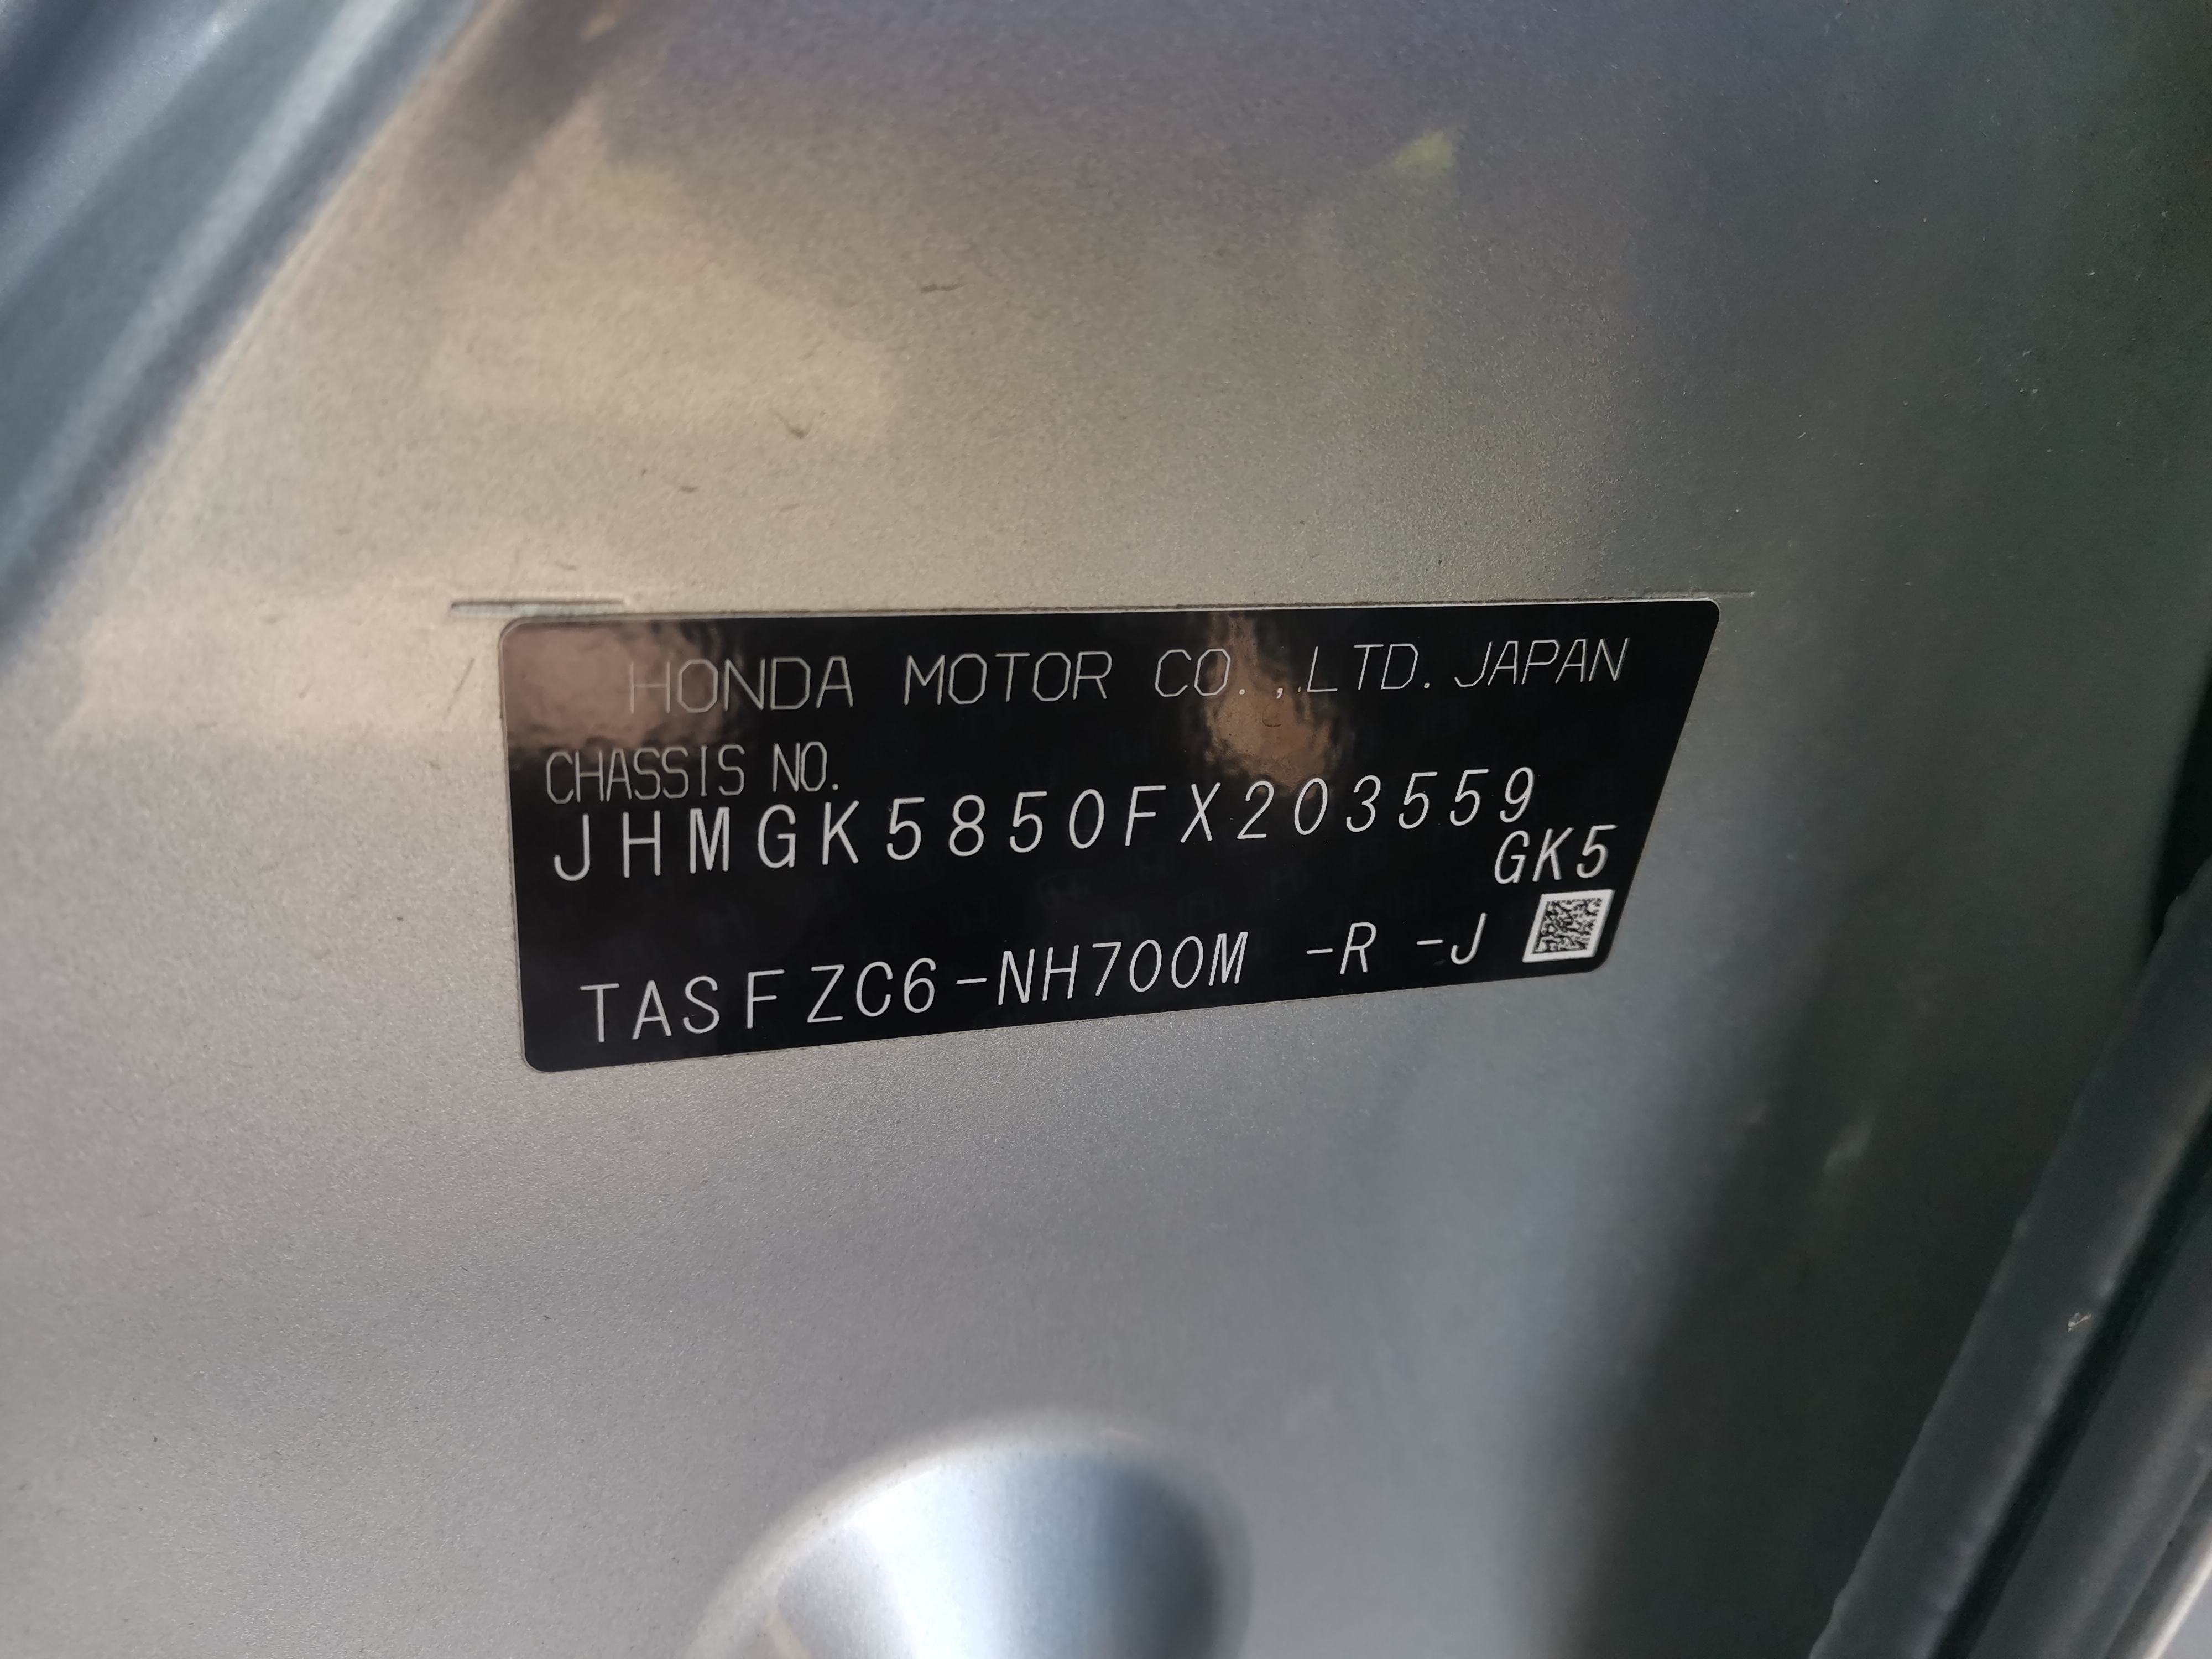 HONDA MOTOR CO.,LTD. JAPAN
CHASSIS NO.
JHMGK5850FX203559
GK5
TASFZC6-NH700M -R -J